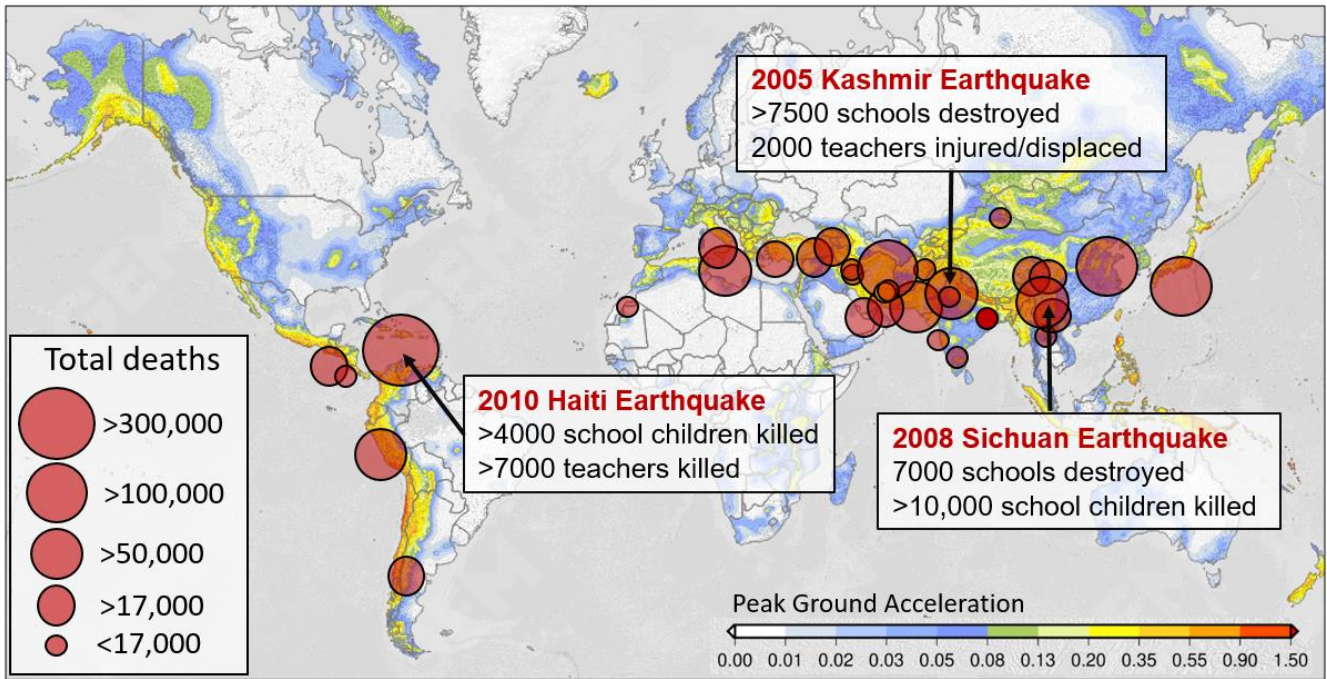 2005 Kashmir Earthquake
>7500 schools destroyed
2000 teachers injured/displaced
Total deaths
>300,000
>100,000
>50,000
>17,000
<17,000
2010 Haiti Earthquake
>4000 school children killed
>7000 teachers killed
2008 Sichuan Earthquake
7000 schools destroyed
>10,000 school children killed
Peak Ground Acceleration
0.00 0.01 0.02 0.03 0.05 0.08 0.13 0.20 0.35 0.55 0.90 1.50